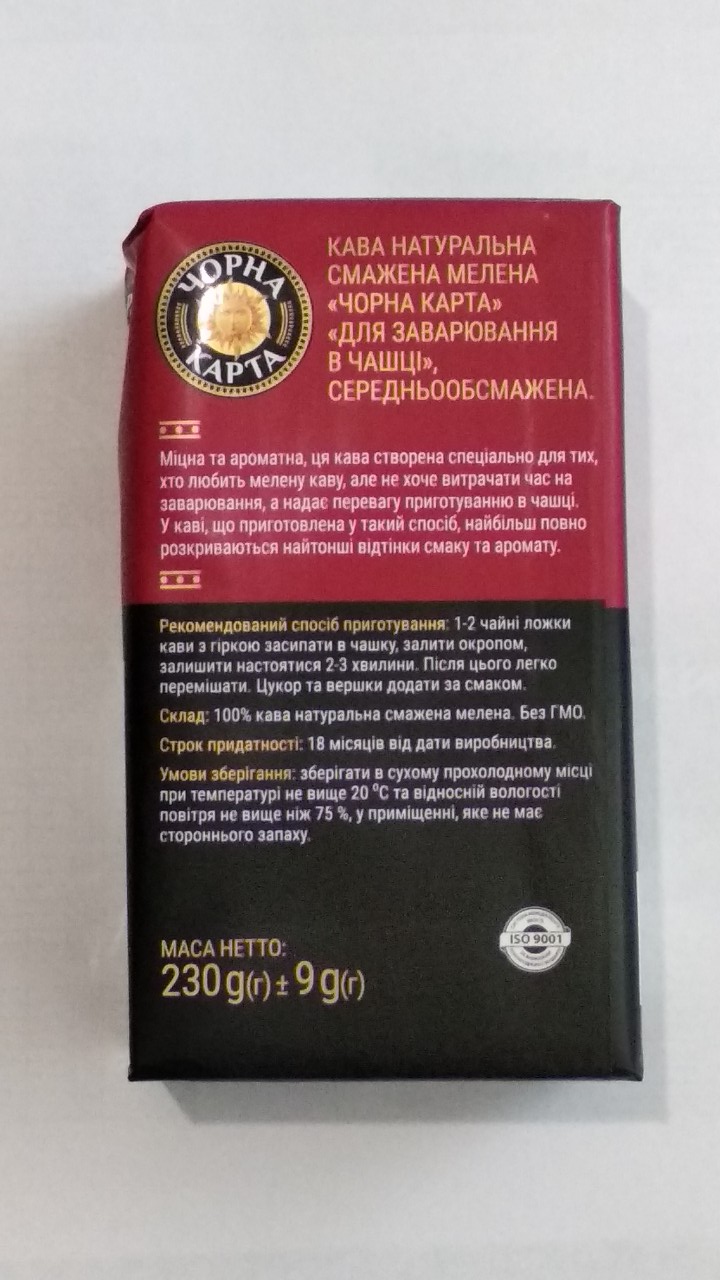 ЧОРНА
КАРТА
КАВА НАТУРАЛЬНА
СМАЖЕНА МЕЛЕНА
«ЧОРНА КАРТА»
«ДЛЯ ЗАВАРЮВАННЯ
В ЧАШЦІ»,
СЕРЕДНЬООБСМАЖЕНА.
Міцна та ароматна, ця кава створена спеціально для тих,
хто любить мелену каву, але не хоче витрачати час на
заварювання, а надає перевагу приготуванню в чашці.
У каві, що приготовлена у такий спосіб, найбільш повно
розкриваються найтонші відтінки смаку та аромату.
Рекомендований спосіб приготування: 1-2 чайні ложки
кави з гіркою засипати в чашку, залити окропом,
залишити настоятися 2-3 хвилини. Після цього легко
перемішати. Цукор та вершки додати за смаком.
Склад: 100% кава натуральна смажена мелена. Без ГМО.
Строк придатності: 18 місяців від дати виробництва.
Умови зберігання: зберігати в сухому прохолодному місці
при температурі не вище 20 °С та відносній вологості
повітря не вище ніж 75 %, у приміщенні, яке не має
стороннього запаху.
МАСА НЕТТО:
230 g(г) ± 9 g(г)
ISO 9001